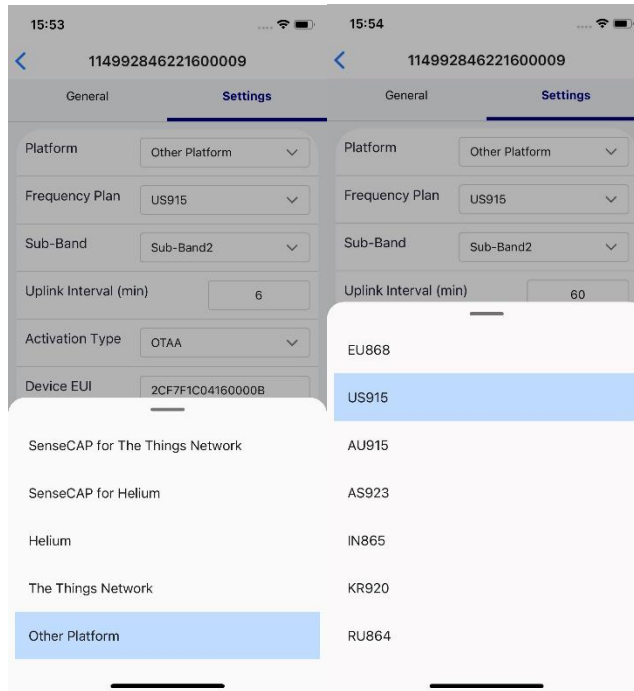 15:53
114992846221600009
General Settings
Platform Other Platform
Frequency Plan US915
Sub-Band Sub-Band2
Uplink Interval (min) 6
Activation Type OTAA
Device EUI 2CF7F1C04160000B
SenseCAP for The Things Network
SenseCAP for Helium
Helium
The Things Network
Other Platform
15:54
114992846221600009
General Settings
Platform Other Platform
Frequency Plan US915
Sub-Band Sub-Band2
Uplink Interval (min) 60
EU868
US915
AU915
AS923
IN865
KR920
RU864